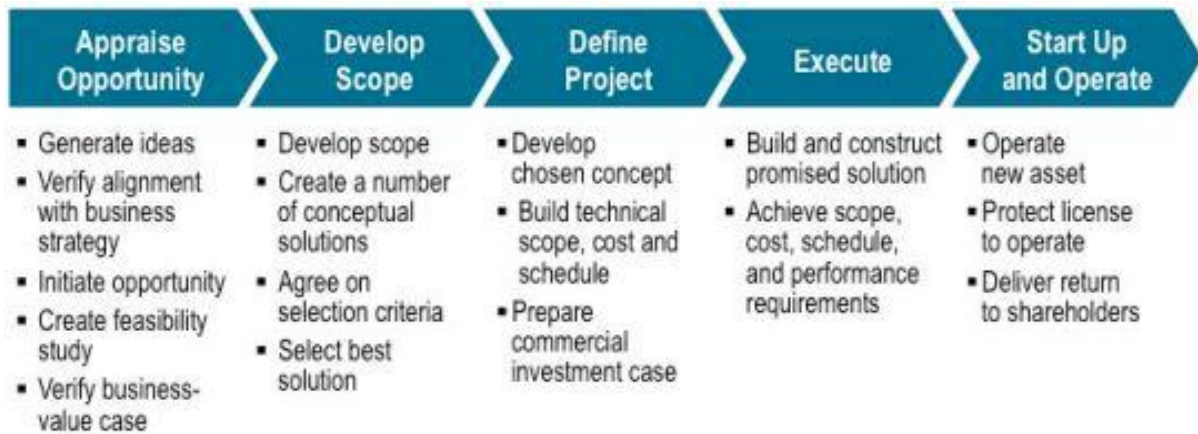 Appraise
Opportunity
Develop
Scope
Define
Project
Execute
Start Up
and Operate
▪ Generate ideas
▪ Verify alignment
with business
strategy
▪ Initiate opportunity
▪ Create feasibility
study
▪ Verify business-
value case
▪ Develop scope
▪ Create a number
of conceptual
solutions
▪ Agree on
selection criteria
▪ Select best
solution
▪ Develop
chosen concept
▪ Build technical
scope, cost and
schedule
▪ Prepare
commercial
investment case
▪ Build and construct
promised solution
▪ Achieve scope,
cost, schedule,
and performance
requirements
▪ Operate
new asset
▪ Protect license
to operate
▪ Deliver return
to shareholders